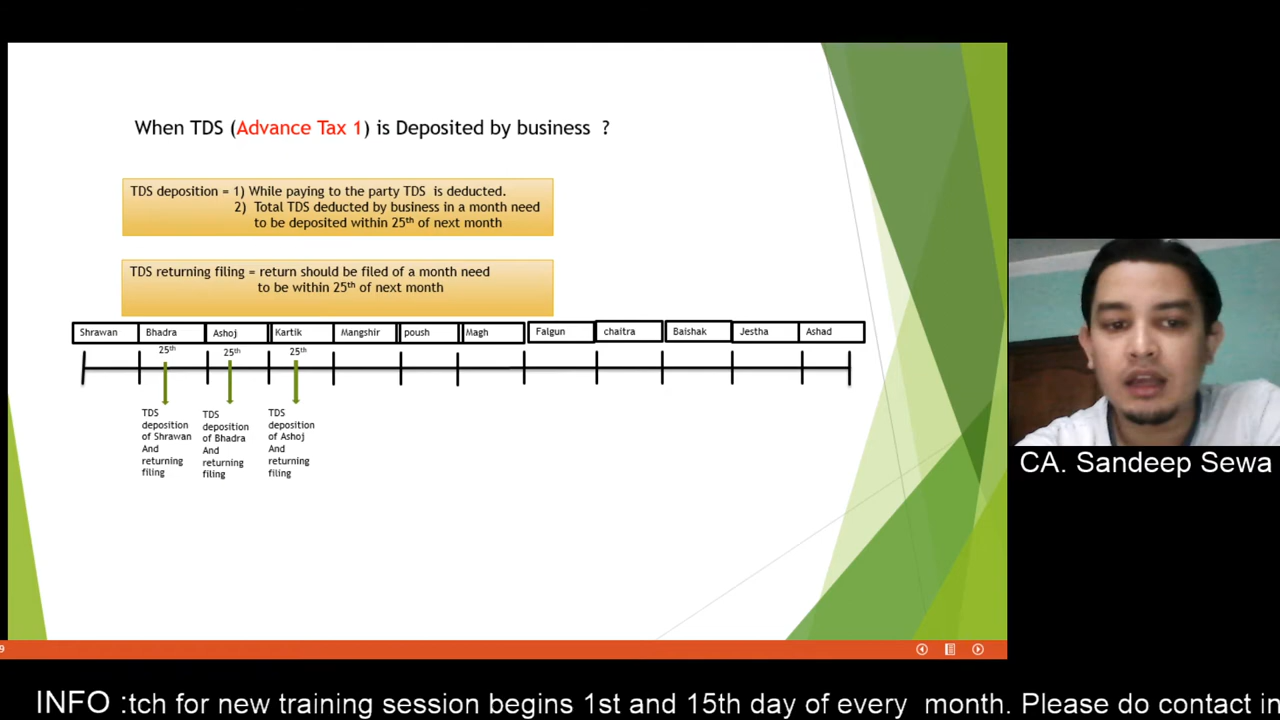 When TDS (Advance Tax 1) is Deposited by business ?
TDS deposition = 1) While paying to the party TDS is deducted.
2) Total TDS deducted by business in a month need
to be deposited within 25th of next month
TDS returning filing = return should be filed of a month need
to be within 25th of next month
Shrawan Bhadra Ashoj Kartik Mangshir poush Magh Falgun chaitra Baishak Jestha Ashad
25th 25th 25th
TDS
deposition
of Shrawan
And
returning
filing
TDS
deposition
of Bhadra
And
returning
filing
TDS
deposition
of Ashoj
And
returning
filing
CA. Sandeep Sewa
9
INFO :tch for new training session begins 1st and 15th day of every month. Please do contact in